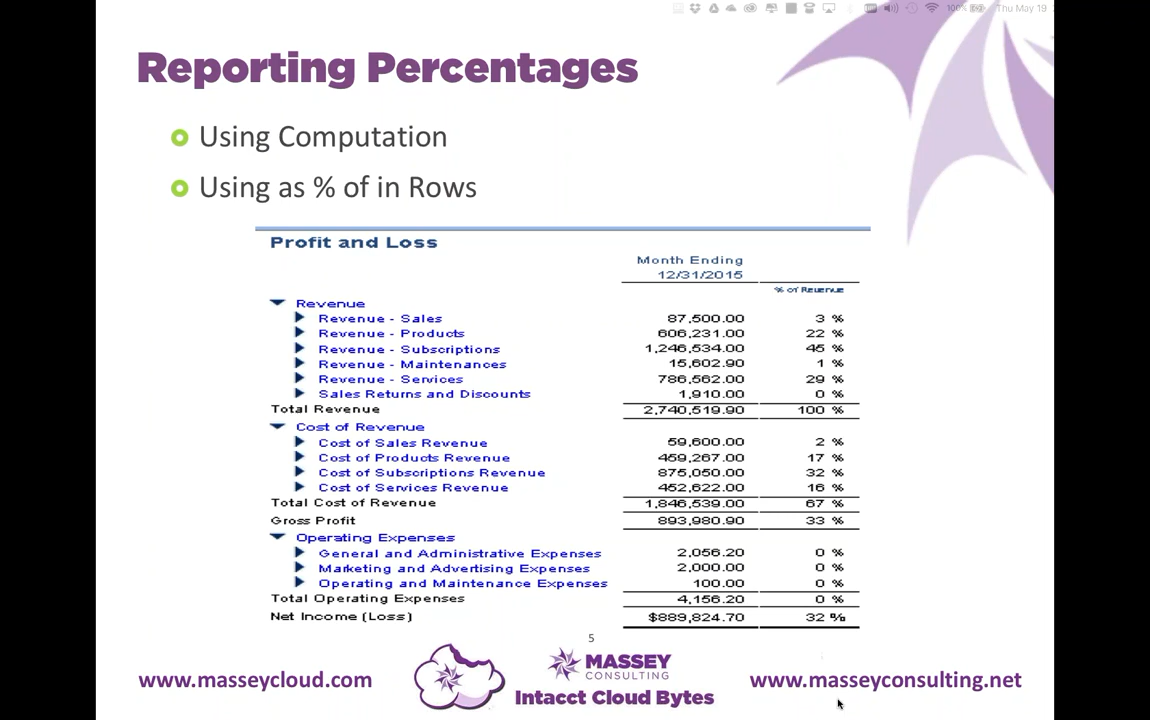 100%
Thu May 19
Reporting Percentages
Using Computation
Using as % of in Rows
Profit and Loss
Month Ending
12/31/2015
% of Revenue
Revenue
Revenue - Sales 87,500.00 3 %
Revenue - Products 606,231.00 22 %
Revenue - Subscriptions 1,246,534.00 45 %
Revenue - Maintenances 15,602.90 1 %
Revenue - Services 786,562.00 29 %
Sales Returns and Discounts 1,910.00 0 %
Total Revenue 2,740,519.90 100 %
Cost of Revenue
Cost of Sales Revenue 59,600.00 2 %
Cost of Products Revenue 459,267.00 17 %
Cost of Subscriptions Revenue 875,050.00 32 %
Cost of Services Revenue 452,622.00 16 %
Total Cost of Revenue 1,846,539.00 67 %
Gross Profit 893,980.90 33 %
Operating Expenses
General and Administrative Expenses 2,056.20 0 %
Marketing and Advertising Expenses 2,000.00 0 %
Operating and Maintenance Expenses 100.00 0 %
Total Operating Expenses 4,156.20 0 %
Net Income (Loss) $889,824.70 32 %
5
www.masseycloud.com
MASSEY
CONSULTING
Intacct Cloud Bytes
www.masseyconsulting.net